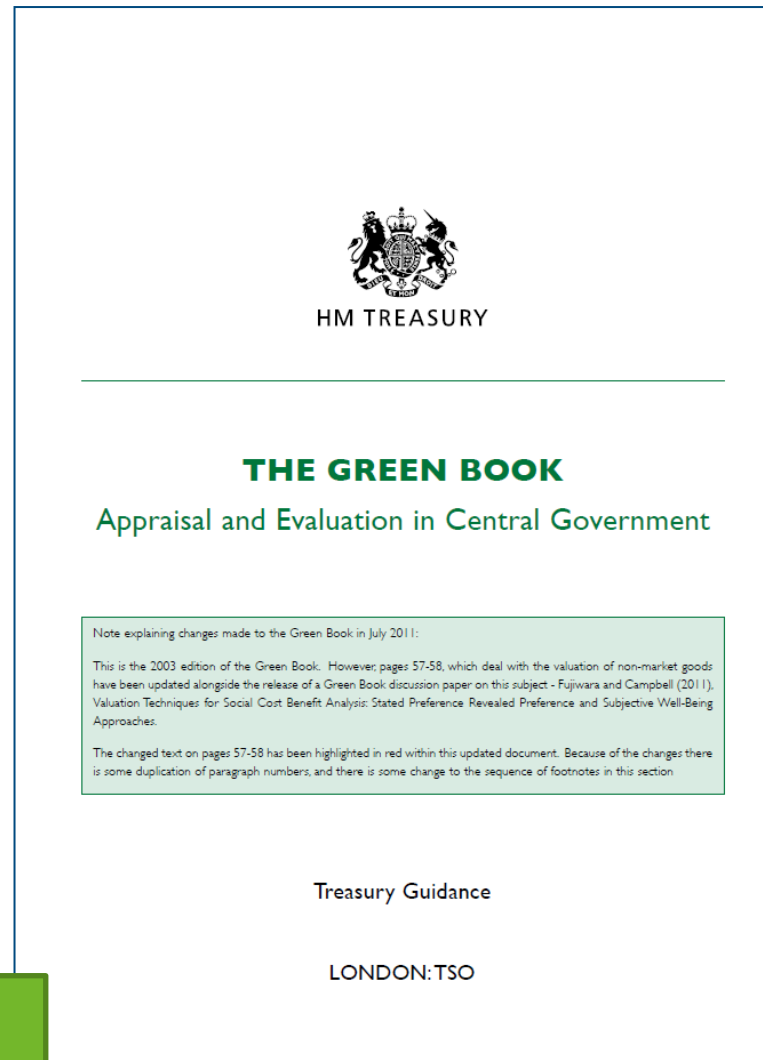 DIEU
ET MON
DROIT
HM TREASURY
THE GREEN BOOK
Appraisal and Evaluation in Central Government
Note explaining changes made to the Green Book in July 2011:
This is the 2003 edition of the Green Book. However, pages 57-58, which deal with the valuation of non-market goods
have been updated alongside the release of a Green Book discussion paper on this subject - Fujiwara and Campbell (2011),
Valuation Techniques for Social Cost Benefit Analysis: Stated Preference Revealed Preference and Subjective Well-Being
Approaches.
The changed text on pages 57-58 has been highlighted in red within this updated document. Because of the changes there
is some duplication of paragraph numbers, and there is some change to the sequence of footnotes in this section
Treasury Guidance
LONDON: TSO